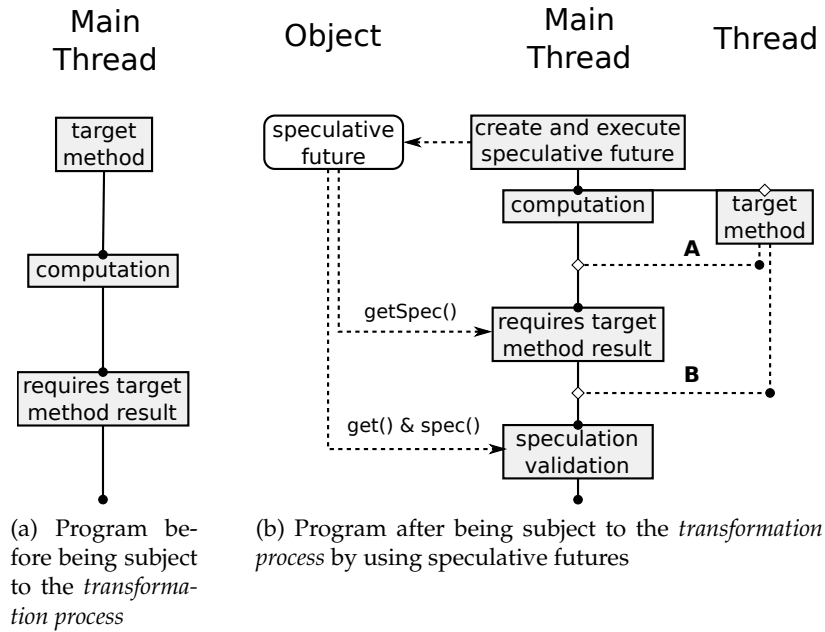 Main
Thread
target
method
computation
requires target
method result
(a) Program be-
fore being subject
to the transforma-
tion process
Object
Main
Thread
Thread
speculative
future
create and execute
speculative future
computation
target
method
A
getSpec()
requires target
method result
B
get() & spec()
speculation
validation
(b) Program after being subject to the transformation
process by using speculative futures